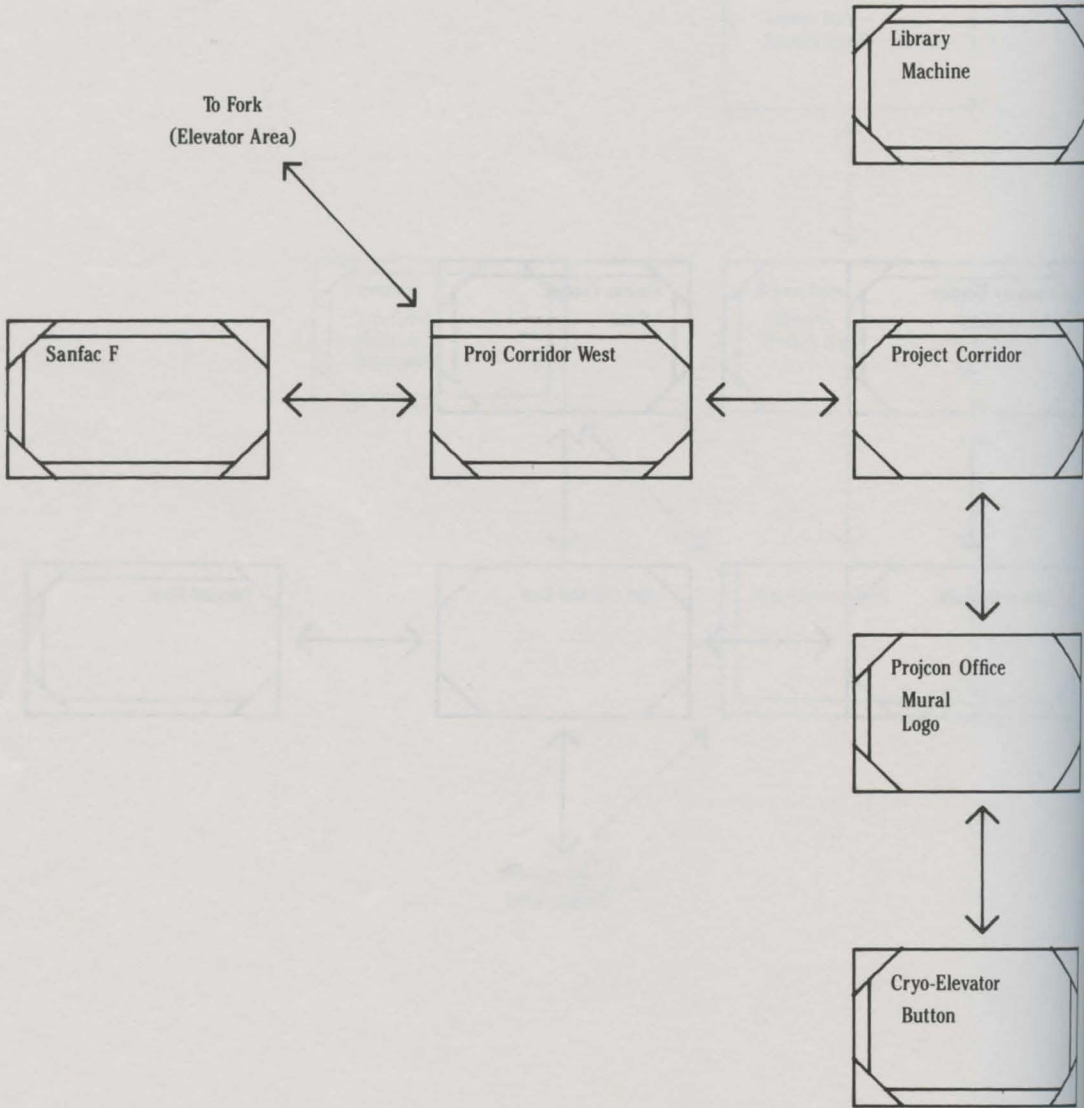 Library
Machine
To Fork
(Elevator Area)
Sanfac F
Proj Corridor West
Project Corridor
Projcon Office
Mural
Logo
Cryo-Elevator
Button